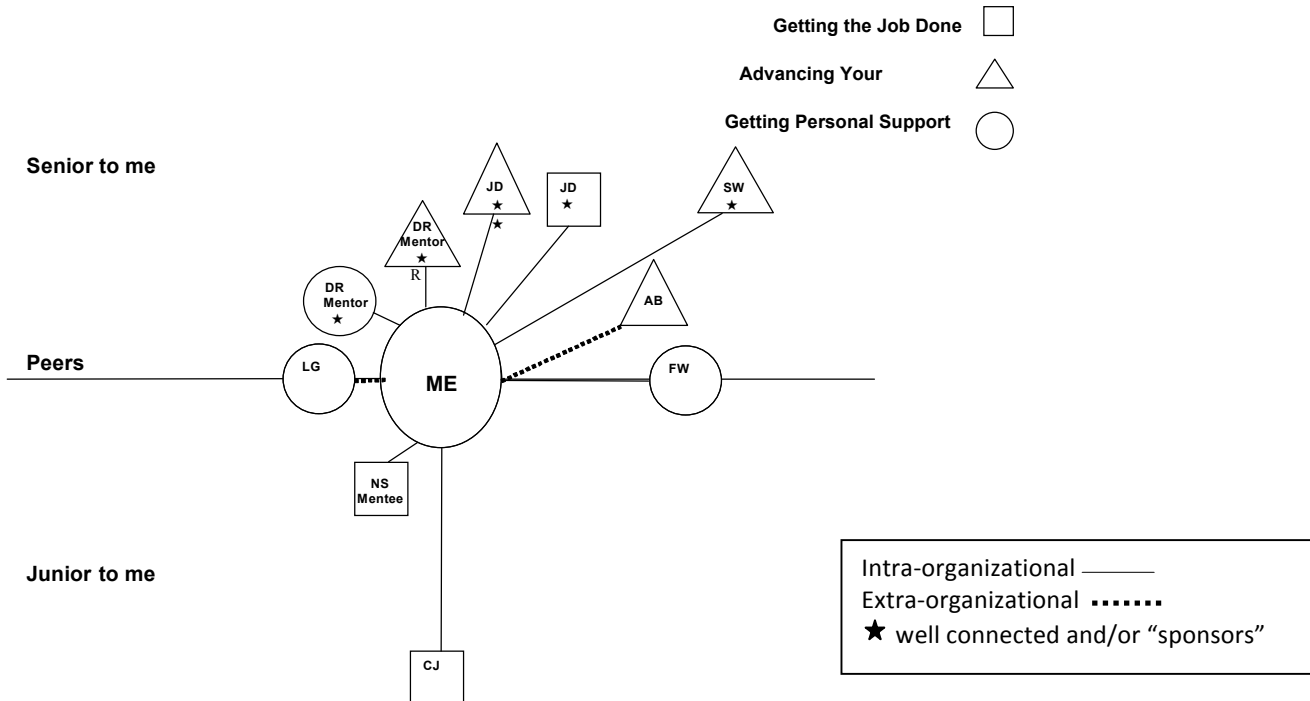 Getting the Job Done
Advancing Your
Getting Personal Support
Senior to me
JD
JD
SW
DR
Mentor
R
DR
Mentor
AB
Peers
LG
ME
FW
NS
Mentee
Junior to me
CJ
Intra-organizational
Extra-organizational
★ well connected and/or “sponsors”